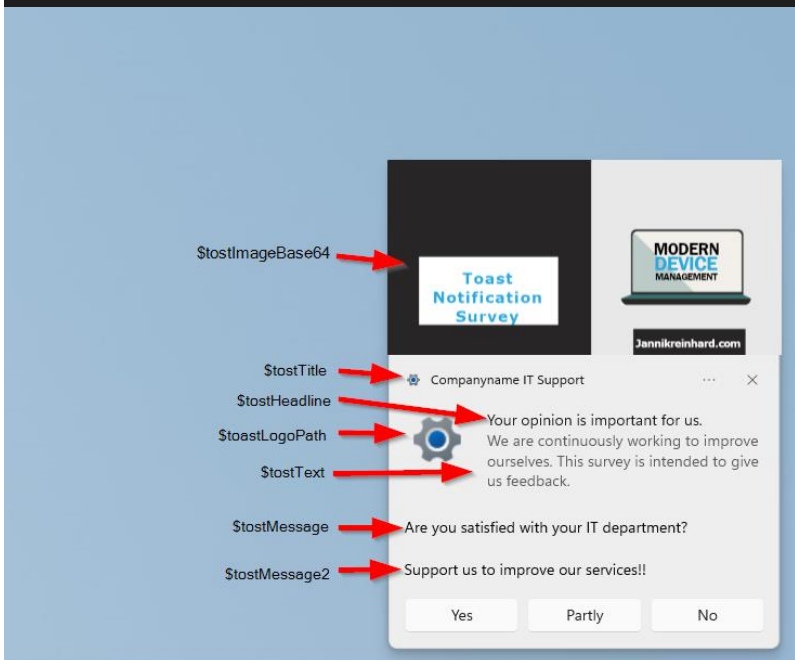 $tostImageBase64
Toast
Notification
Survey
MODERN
DEVICE
MANAGEMENT
Jannikreinhard.com
$tostTitle
Companyname IT Support
$tostHeadline
Your opinion is important for us.
$toastLogoPath
We are continuously working to improve
ourselves. This survey is intended to give
us feedback.
$tostText
$tostMessage
Are you satisfied with your IT department?
$tostMessage2
Support us to improve our services!!
Yes
Partly
No